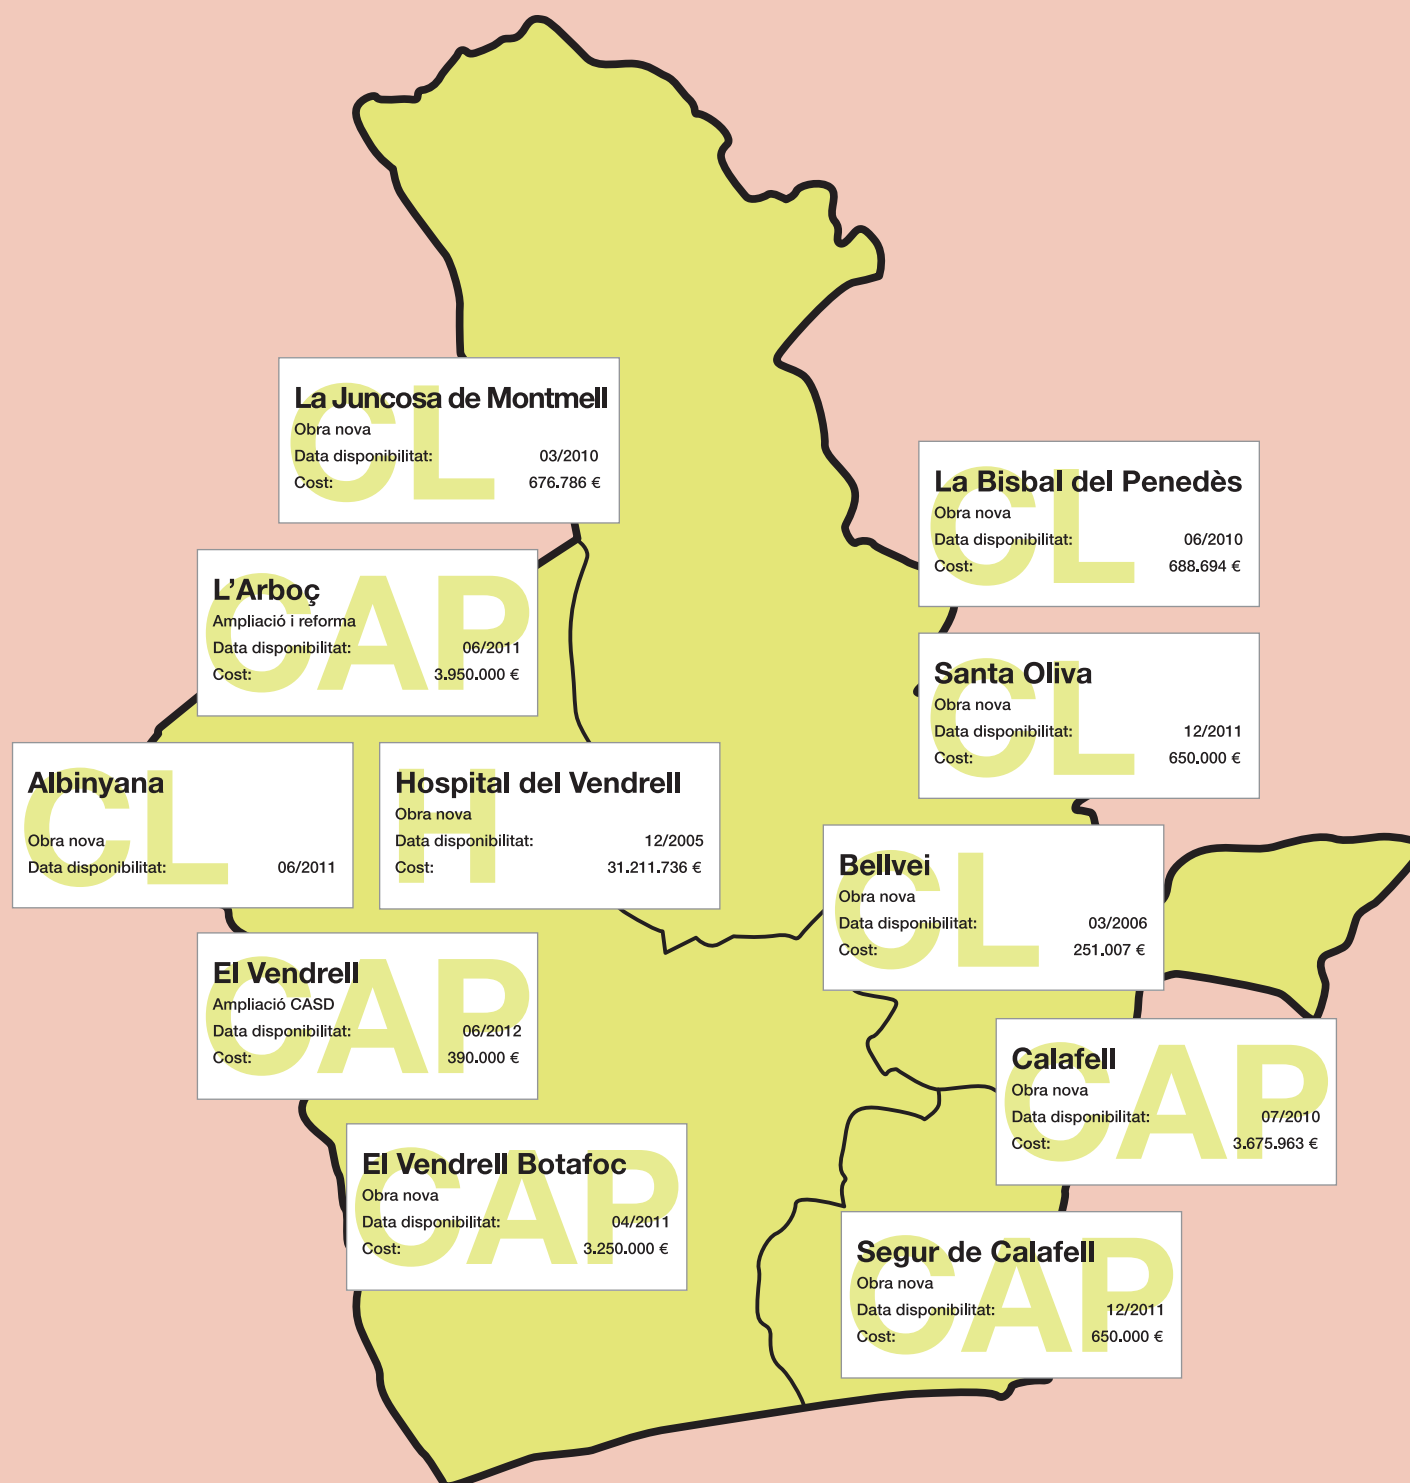 CL
La Juncosa de Montmell
Obra nova
Data disponibilitat: 03/2010
Cost: 676.786 €
CL
La Bisbal del Penedès
Obra nova
Data disponibilitat: 06/2010
Cost: 688.694 €
CAP
L'Arboç
Ampliació i reforma
Data disponibilitat: 06/2011
Cost: 3.950.000 €
CL
Santa Oliva
Obra nova
Data disponibilitat: 12/2011
Cost: 650.000 €
CL
Albinyana
Obra nova
Data disponibilitat: 06/2011
H
Hospital del Vendrell
Obra nova
Data disponibilitat: 12/2005
Cost: 31.211.736 €
CL
Bellvei
Obra nova
Data disponibilitat: 03/2006
Cost: 251.007 €
CAP
El Vendrell
Ampliació CASD
Data disponibilitat: 06/2012
Cost: 390.000 €
CAP
Calafell
Obra nova
Data disponibilitat: 07/2010
Cost: 3.675.963 €
CAP
El Vendrell Botafoc
Obra nova
Data disponibilitat: 04/2011
Cost: 3.250.000 €
CAP
Segur de Calafell
Obra nova
Data disponibilitat: 12/2011
Cost: 650.000 €